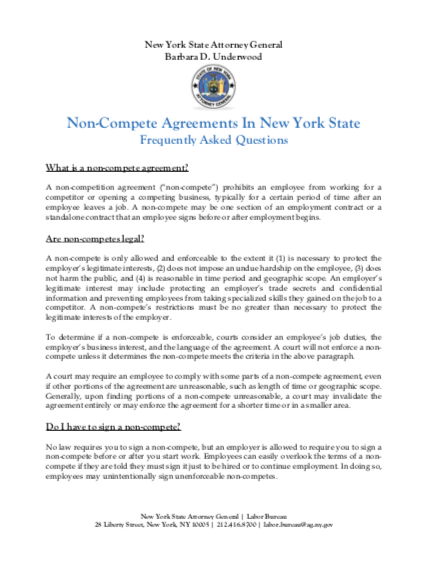 New York State Attorney General
Barbara D. Underwood
STATE OF NEW YORK
ATTORNEY GENERAL
Non-Compete Agreements In New York State
Frequently Asked Questions
What is a non-compete agreement?
A non-competition agreement ("non-compete") prohibits an employee from working for a
competitor or opening a competing business, typically for a certain period of time after an
employee leaves a job. A non-compete may be one section of an employment contract or a
standalone contract that an employee signs before or after employment begins.
Are non-competes legal?
A non-compete is only allowed and enforceable to the extent it (1) is necessary to protect the
employer's legitimate interests, (2) does not impose an undue hardship on the employee, (3) does
not harm the public, and (4) is reasonable in time period and geographic scope. An employer's
legitimate interest may include protecting an employer's trade secrets and confidential
information and preventing employees from taking specialized skills they gained on the job to a
competitor. A non-compete's restrictions must be no greater than necessary to protect the
legitimate interests of the employer.
To determine if a non-compete is enforceable, courts consider an employee's job duties, the
employer's business interest, and the language of the agreement. A court will not enforce a non-
compete unless it determines the non-compete meets the criteria in the above paragraph.
A court may require an employee to comply with some parts of a non-compete agreement, even
if other portions of the agreement are unreasonable, such as length of time or geographic scope.
Generally, upon finding portions of a non-compete unreasonable, a court may invalidate the
agreement entirely or may enforce the agreement for a shorter time or in a smaller area.
Do I have to sign a non-compete?
No law requires you to sign a non-compete, but an employer is allowed to require you to sign a
non-compete before or after you start work. Employees can easily overlook the terms of a non-
compete if they are told they must sign it just to be hired or to continue employment. In doing so,
employees may unintentionally sign unenforceable non-competes.
New York State Attorney General | Labor Bureau
28 Liberty Street, New York, NY 10005 | 212.416.8700 | labor.bureau@ag.ny.gov